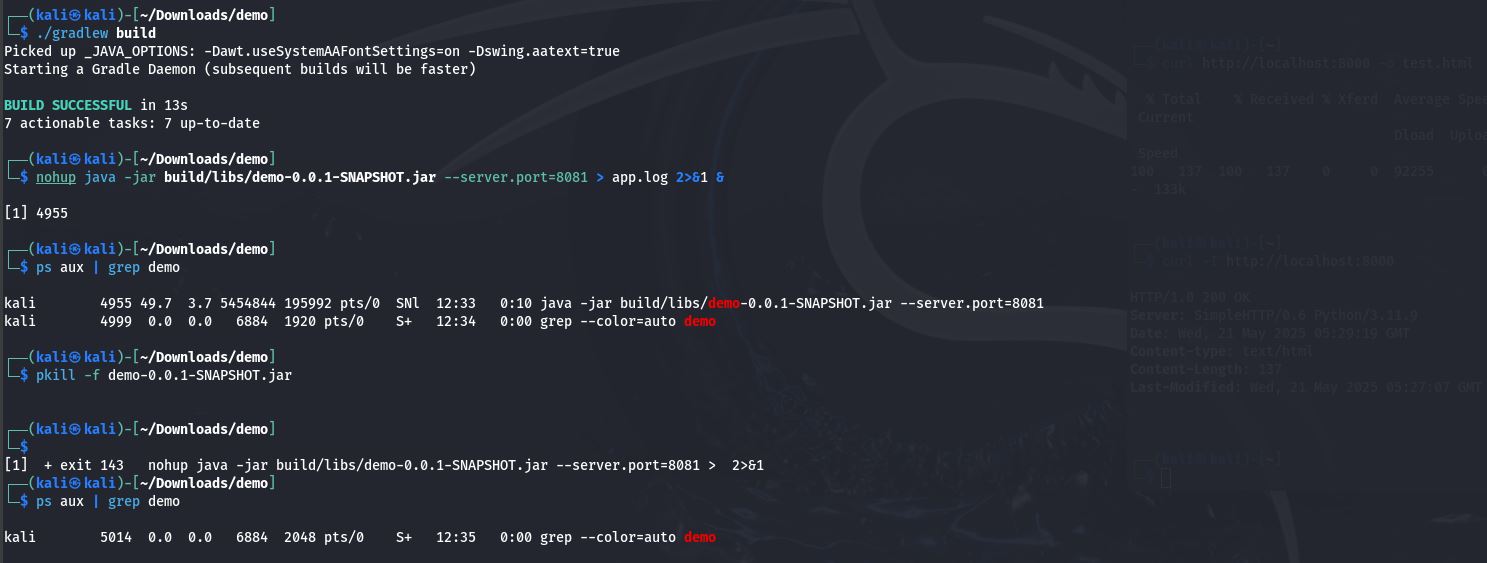 ┌──(kali㉿kali)-[~/Downloads/demo]
└─$ ./gradlew build
Picked up _JAVA_OPTIONS: -Dawt.useSystemAAFontSettings=on -Dswing.aatext=true
Starting a Gradle Daemon (subsequent builds will be faster)
BUILD SUCCESSFUL in 13s
7 actionable tasks: 7 up-to-date
┌──(kali㉿kali)-[~/Downloads/demo]
└─$ nohup java -jar build/libs/demo-0.0.1-SNAPSHOT.jar --server.port=8081 > app.log 2>&1 &
[1] 4955
┌──(kali㉿kali)-[~/Downloads/demo]
└─$ ps aux | grep demo
kali        4955 49.7  3.7 5454844 195992 pts/0  SNl  12:33   0:10 java -jar build/libs/demo-0.0.1-SNAPSHOT.jar --server.port=8081
kali        4999  0.0  0.0   6884  1920 pts/0    S+   12:34   0:00 grep --color=auto demo
┌──(kali㉿kali)-[~/Downloads/demo]
└─$ pkill -f demo-0.0.1-SNAPSHOT.jar
┌──(kali㉿kali)-[~/Downloads/demo]
└─$
[1]  + exit 143   nohup java -jar build/libs/demo-0.0.1-SNAPSHOT.jar --server.port=8081 >  2>&1
┌──(kali㉿kali)-[~/Downloads/demo]
└─$ ps aux | grep demo
kali        5014  0.0  0.0   6884  2048 pts/0    S+   12:35   0:00 grep --color=auto demo
┌──(kali㉿kali)-[~]
└─$ curl http://localhost:8000 -o test.html
% Total    % Received % Xferd  Average Spee
Current
Dload  Uploa
Speed
100   137  100   137    0     0  92255
-  133k
┌──(kali㉿kali)-[~]
└─$ curl -I http://localhost:8000
HTTP/1.0 200 OK
Server: SimpleHTTP/0.6 Python/3.11.9
Date: Wed, 21 May 2025 05:29:19 GMT
Content-type: text/html
Content-Length: 137
Last-Modified: Wed, 21 May 2025 05:27:07 GMT
┌──(kali㉿kali)-[~]
└─$